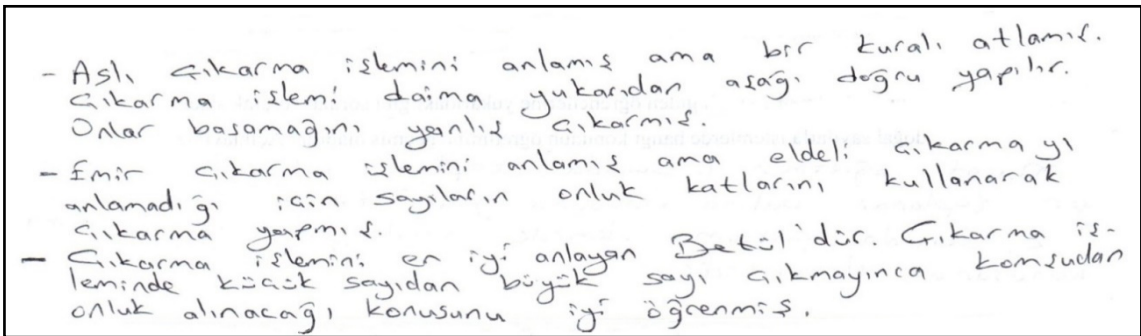 - Aslı çıkarma işlemini anlamış ama bir kuralı atlamış.
Çıkarma işlemi daima yukarıdan aşağı doğru yapılır.
Onlar basamağını yanlış çıkarmış.
- Emir çıkarma işlemini anlamış ama eldeli çıkarmayı
anlamadığı için sayıların onluk katlarını kullanarak
çıkarma yapmış.
- Çıkarma işlemini en iyi anlayan Betül'dür. Çıkarma iş-
leminde küçük sayıdan büyük sayı çıkmayınca komşudan
onluk alınacağı konusunu iyi öğrenmiş.